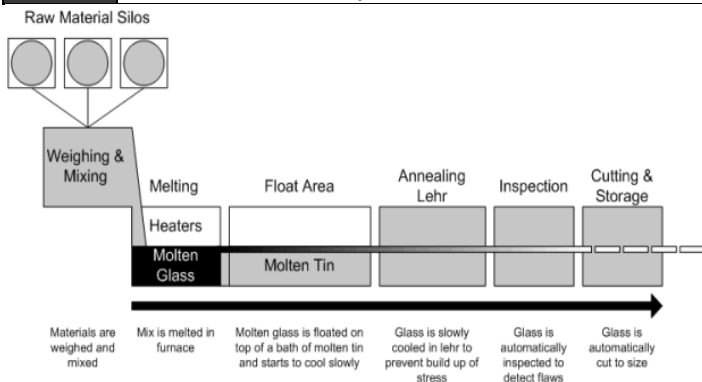 Raw Material Silos
Weighing &
Mixing
Melting
Float Area
Annealing
Lehr
Inspection
Cutting &
Storage
Heaters
Molten
Glass
Molten Tin
Materials are
weighed and
mixed
Mix is melted in
furnace
Molten glass is floated on
top of a bath of molten tin
and starts to cool slowly
Glass is slowly
cooled in lehr to
prevent build up of
stress
Glass is
automatically
inspected to
detect flaws
Glass is
automatically
cut to size